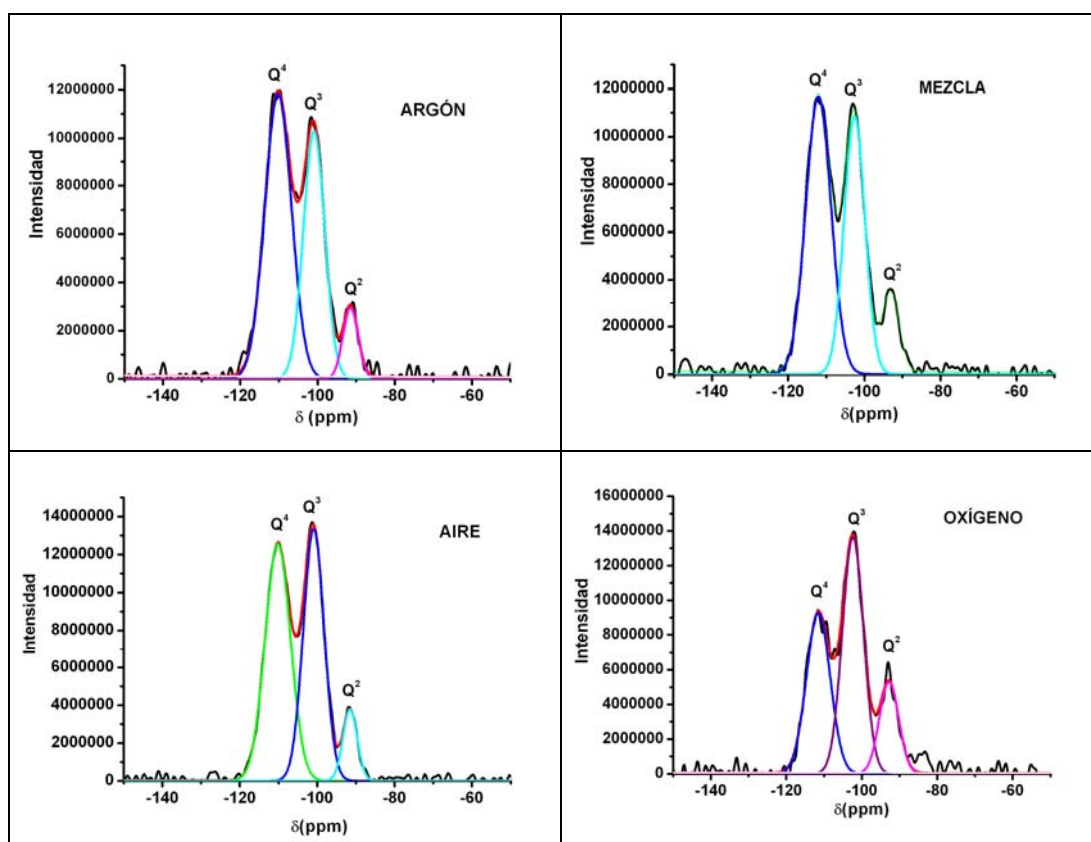 ARGÓN
Q⁴
Q³
Q²
Intensidad
12000000
10000000
8000000
6000000
4000000
2000000
0
-140
-120
-100
-80
-60
δ (ppm)
MEZCLA
Q⁴
Q³
Q²
Intensidad
12000000
10000000
8000000
6000000
4000000
2000000
0
-140
-120
-100
-80
-60
δ(ppm)
AIRE
Q⁴
Q³
Q²
Intensidad
14000000
12000000
10000000
8000000
6000000
4000000
2000000
0
-140
-120
-100
-80
-60
δ(ppm)
OXÍGENO
Q³
Q⁴
Q²
Intensidad
16000000
14000000
12000000
10000000
8000000
6000000
4000000
2000000
0
-140
-120
-100
-80
-60
δ(ppm)